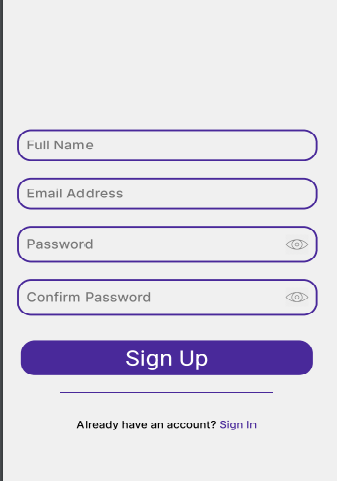 Full Name
Email Address
Password
Confirm Password
Sign Up
Already have an account? Sign In